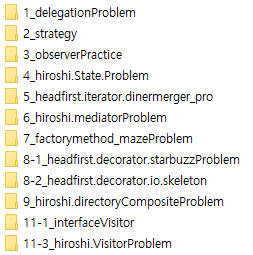 1_delegationProblem
2_strategy
3_observerPractice
4_hiroshi.State.Problem
5_headfirst.iterator.dinermerger_pro
6_hiroshi.mediatorProblem
7_factorymethod_mazeProblem
8-1_headfirst.decorator.starbuzzProblem
8-2_headfirst.decorator.io.skeleton
9_hiroshi.directoryCompositeProblem
11-1_interfaceVisitor
11-3_hiroshi.VisitorProblem